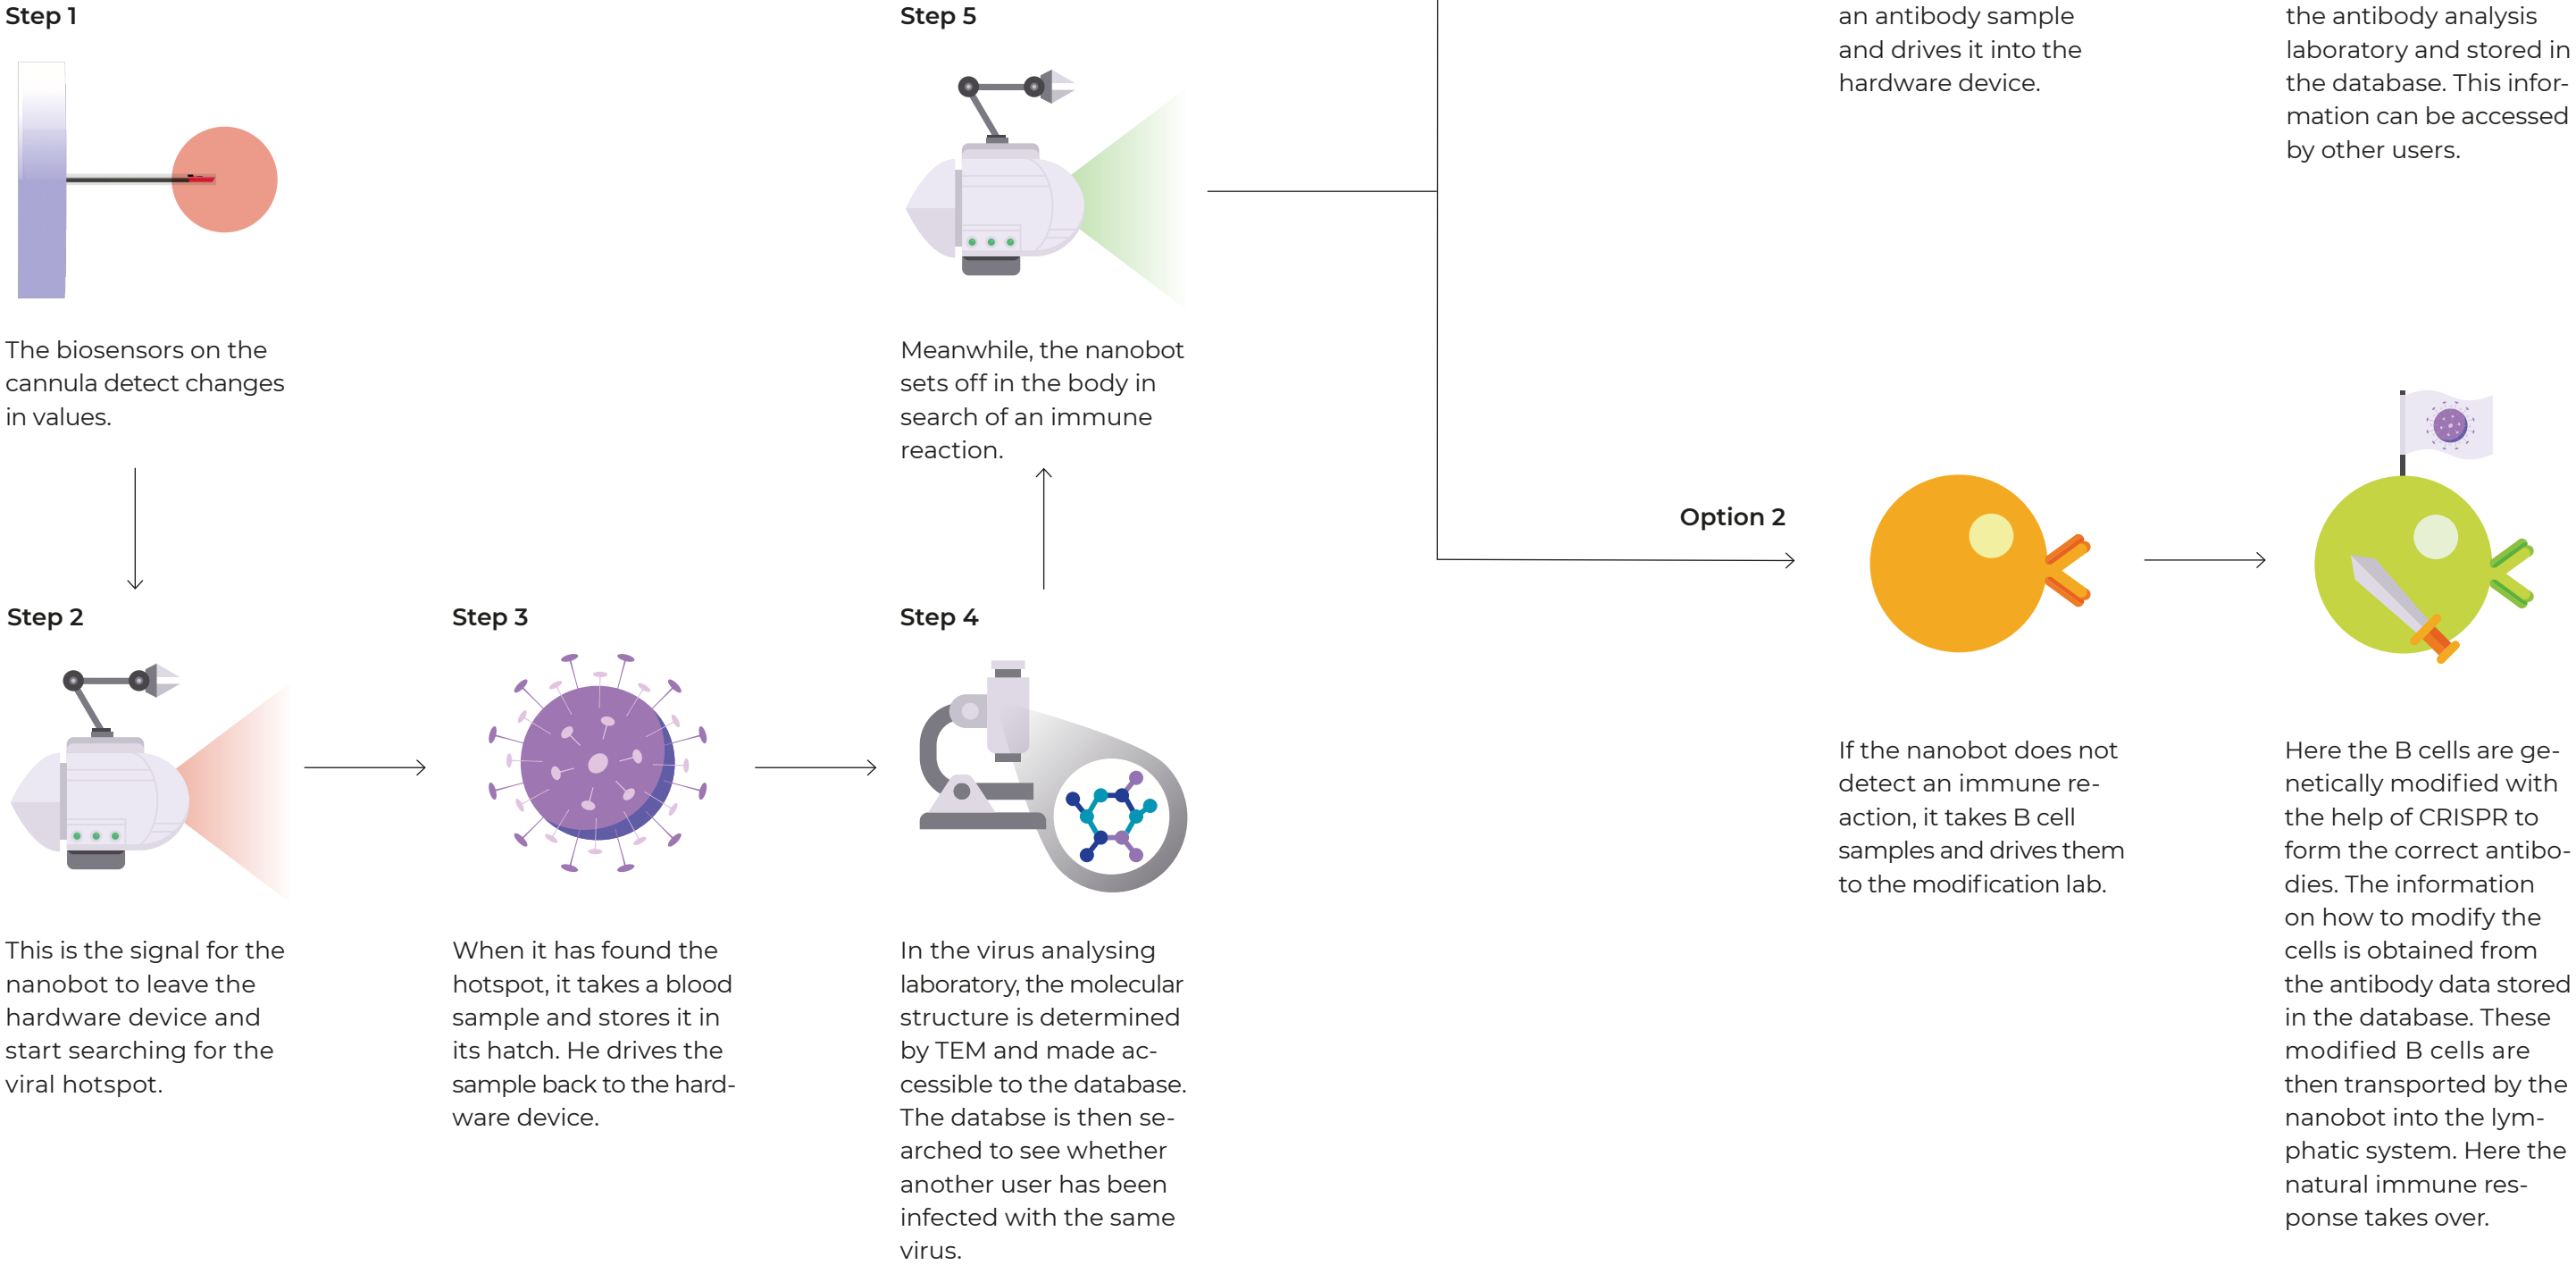 Step 1
The biosensors on the
cannula detect changes
in values.
Step 2
This is the signal for the
nanobot to leave the
hardware device and
start searching for the
viral hotspot.
Step 3
When it has found the
hotspot, it takes a blood
sample and stores it in
its hatch. He drives the
sample back to the hard-
ware device.
Step 4
In the virus analysing
laboratory, the molecular
structure is determined
by TEM and made ac-
cessible to the database.
The databse is then se-
arched to see whether
another user has been
infected with the same
virus.
Step 5
Meanwhile, the nanobot
sets off in the body in
search of an immune
reaction.
an antibody sample
and drives it into the
hardware device.
the antibody analysis
laboratory and stored in
the database. This infor-
mation can be accessed
by other users.
Option 2
If the nanobot does not
detect an immune re-
action, it takes B cell
samples and drives them
to the modification lab.
Here the B cells are ge-
netically modified with
the help of CRISPR to
form the correct antibo-
dies. The information
on how to modify the
cells is obtained from
the antibody data stored
in the database. These
modified B cells are
then transported by the
nanobot into the lym-
phatic system. Here the
natural immune res-
ponse takes over.